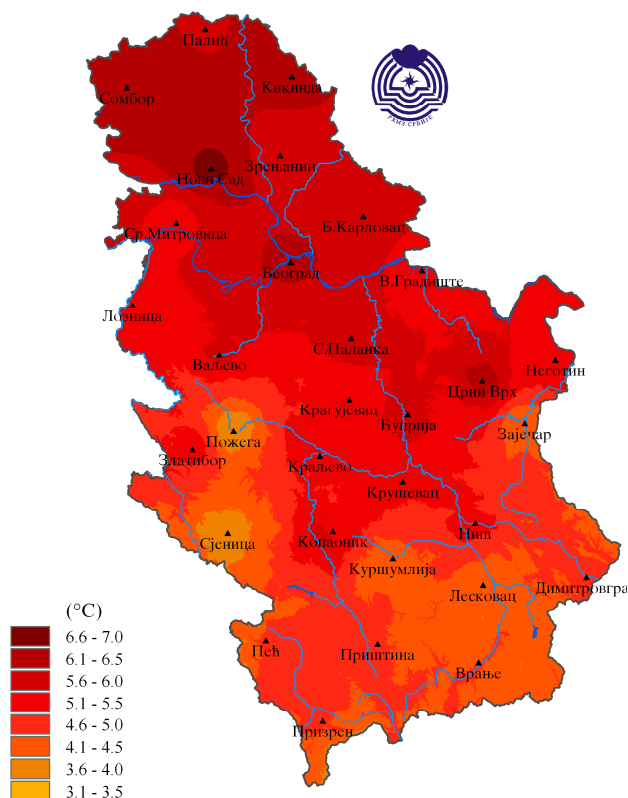 Палић
Кикинда
Сомбор
РХМЗ СРБИЈЕ
Зрењанин
Нови Сад
Ср.Митровица
Б.Карловац
Београд
В.Градиште
Лозница
С.Паланка
Ваљево
Неготин
Црни Врх
Крагујевац
Ћуприја
Зајечар
Пожега
Златибор
Краљево
Крушевац
Ниш
Копаоник
Сјеница
Куршумлија
Димитровгра
Лесковац
(°C)
6.6 - 7.0
6.1 - 6.5
5.6 - 6.0
5.1 - 5.5
4.6 - 5.0
4.1 - 4.5
3.6 - 4.0
3.1 - 3.5
Пећ
Приштина
Врање
Призрен